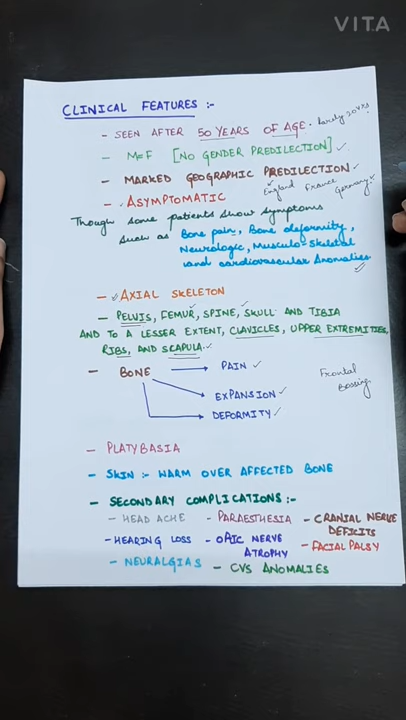 VITA
CLINICAL FEATURES :-
- SEEN AFTER 50 YEARS OF AGE. Rarely 20 yrs
- M=F [NO GENDER PREDILECTION]
- MARKED GEOGRAPHIC PREDILECTION
England France Germany
- ASYMPTOMATIC
Though some patients show symptoms
such as Bone pain, Bone deformity,
Neurologic, Musculo-Skeletal
and cardiovascular Anomalies
- AXIAL SKELETON
- PELVIS, FEMUR, SPINE, SKULL AND TIBIA
AND TO A LESSER EXTENT, CLAVICLES, UPPER EXTREMITIES,
RIBS, AND SCAPULA.
- BONE → PAIN
Frontal
Bossing
→ EXPANSION
→ DEFORMITY
- PLATYBASIA
- SKIN :- WARM OVER AFFECTED BONE
- SECONDARY COMPLICATIONS :-
- HEAD ACHE - PARAESTHESIA - CRANIAL NERVE
DEFICITS
- HEARING LOSS - OPTIC NERVE
ATROPHY
- FACIAL PALSY
- NEURALGIAS - CVS ANOMALIES